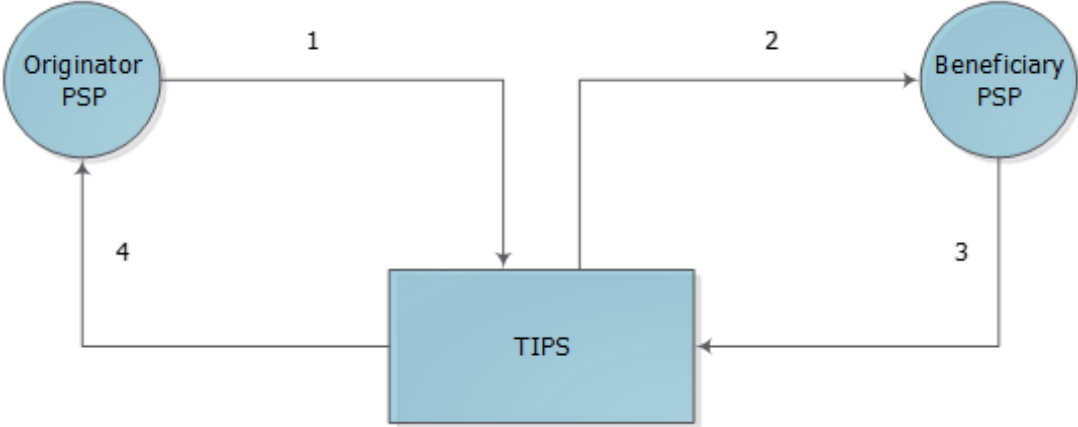 1
2
Originator
PSP
Beneficiary
PSP
4
3
TIPS